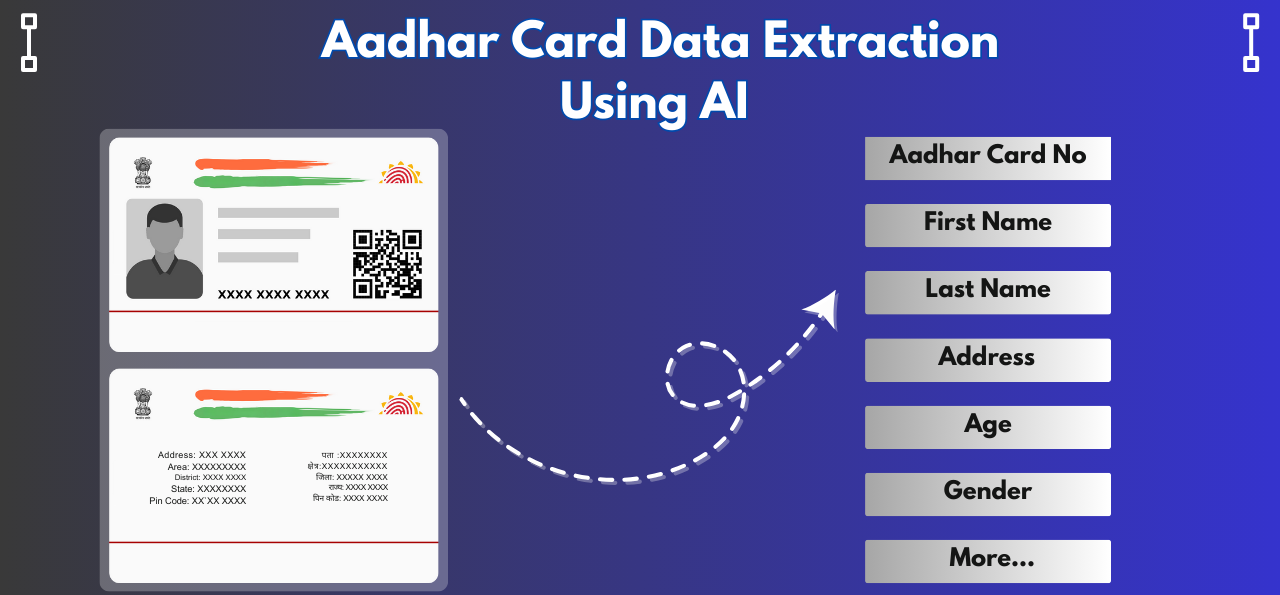 Aadhar Card Data Extraction
Using AI
XXXX XXXX XXXX
Address: XXX XXXX
Area: XXXXXXXXX
District: XXXX XXXX
State: XXXXXXXX
Pin Code: XX`XX XXXX
पता :XXXXXXXX
क्षेत्र:XXXXXXXXXXX
जिला: XXXXX XXXX
राज्य: XXXX XXXX
पिन कोड: XXXX XXXX
Aadhar Card No
First Name
Last Name
Address
Age
Gender
More...